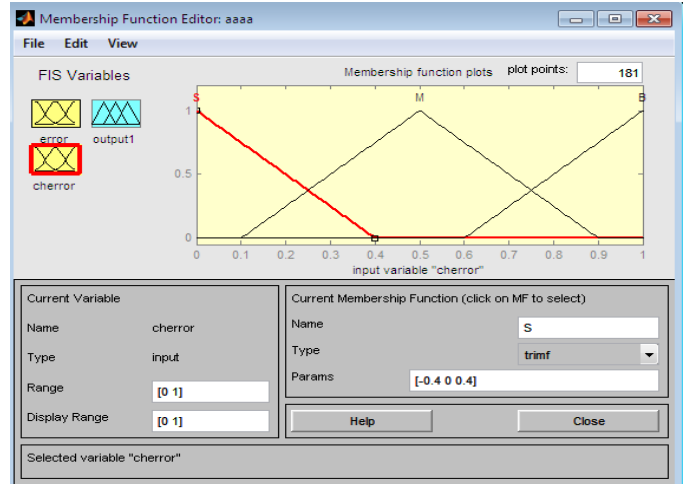 Membership Function Editor: aaaa
File Edit View
FIS Variables
Membership function plots plot points: 181
S M B
error output1
cherror
1
0.5
0
0 0.1 0.2 0.3 0.4 0.5 0.6 0.7 0.8 0.9 1
input variable "cherror"
Current Variable
Name cherror
Type input
Range [0 1]
Display Range [0 1]
Current Membership Function (click on MF to select)
Name S
Type trimf
Params [-0.4 0 0.4]
Help Close
Selected variable "cherror"